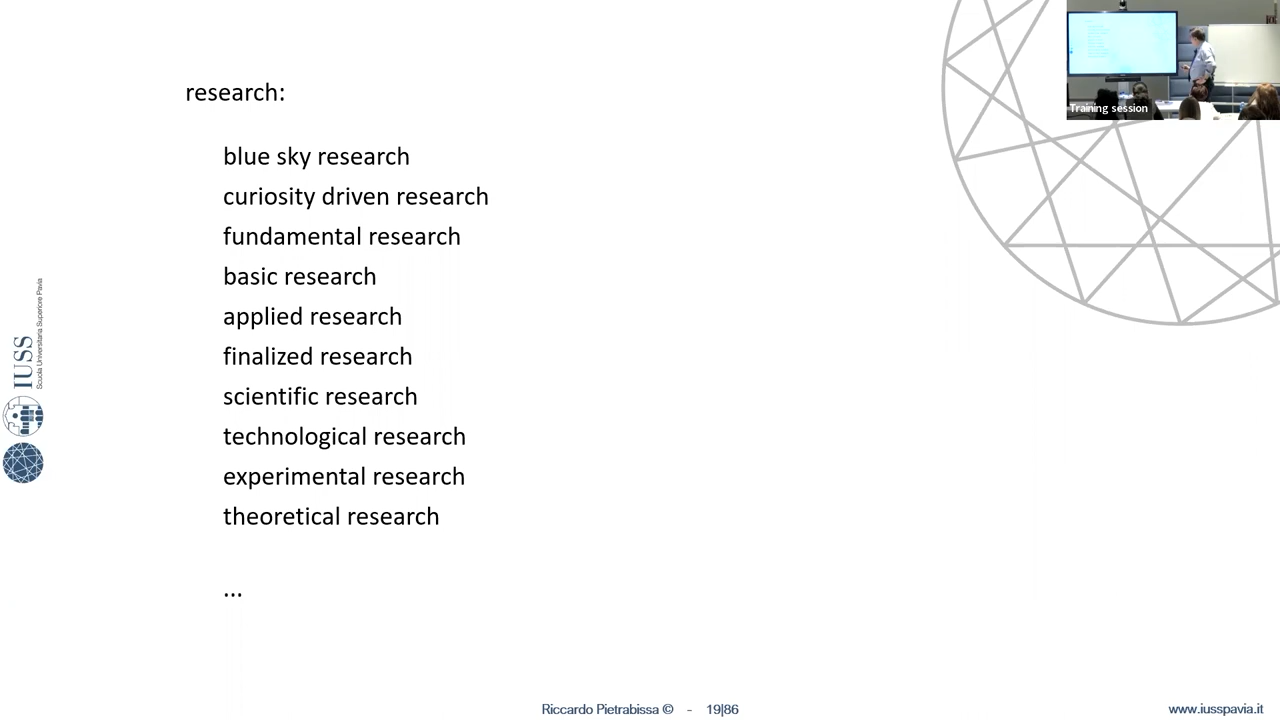 research:
blue sky research
curiosity driven research
fundamental research
basic research
applied research
finalized research
scientific research
technological research
experimental research
theoretical research
...
IUSS
Scuola Universitaria Superiore Pavia
Training session
Riccardo Pietrabissa © - 19|86
www.iusspavia.it